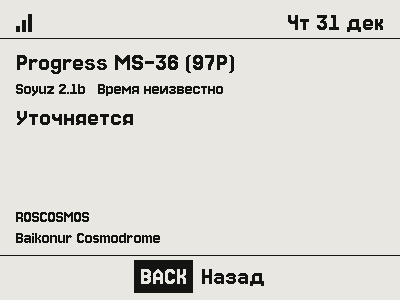 Чт 31 дек
Progress MS-36 (97P)
Soyuz 2.1b Время неизвестно
Уточняется
ROSCOSMOS
Baikonur Cosmodrome
BACK Назад